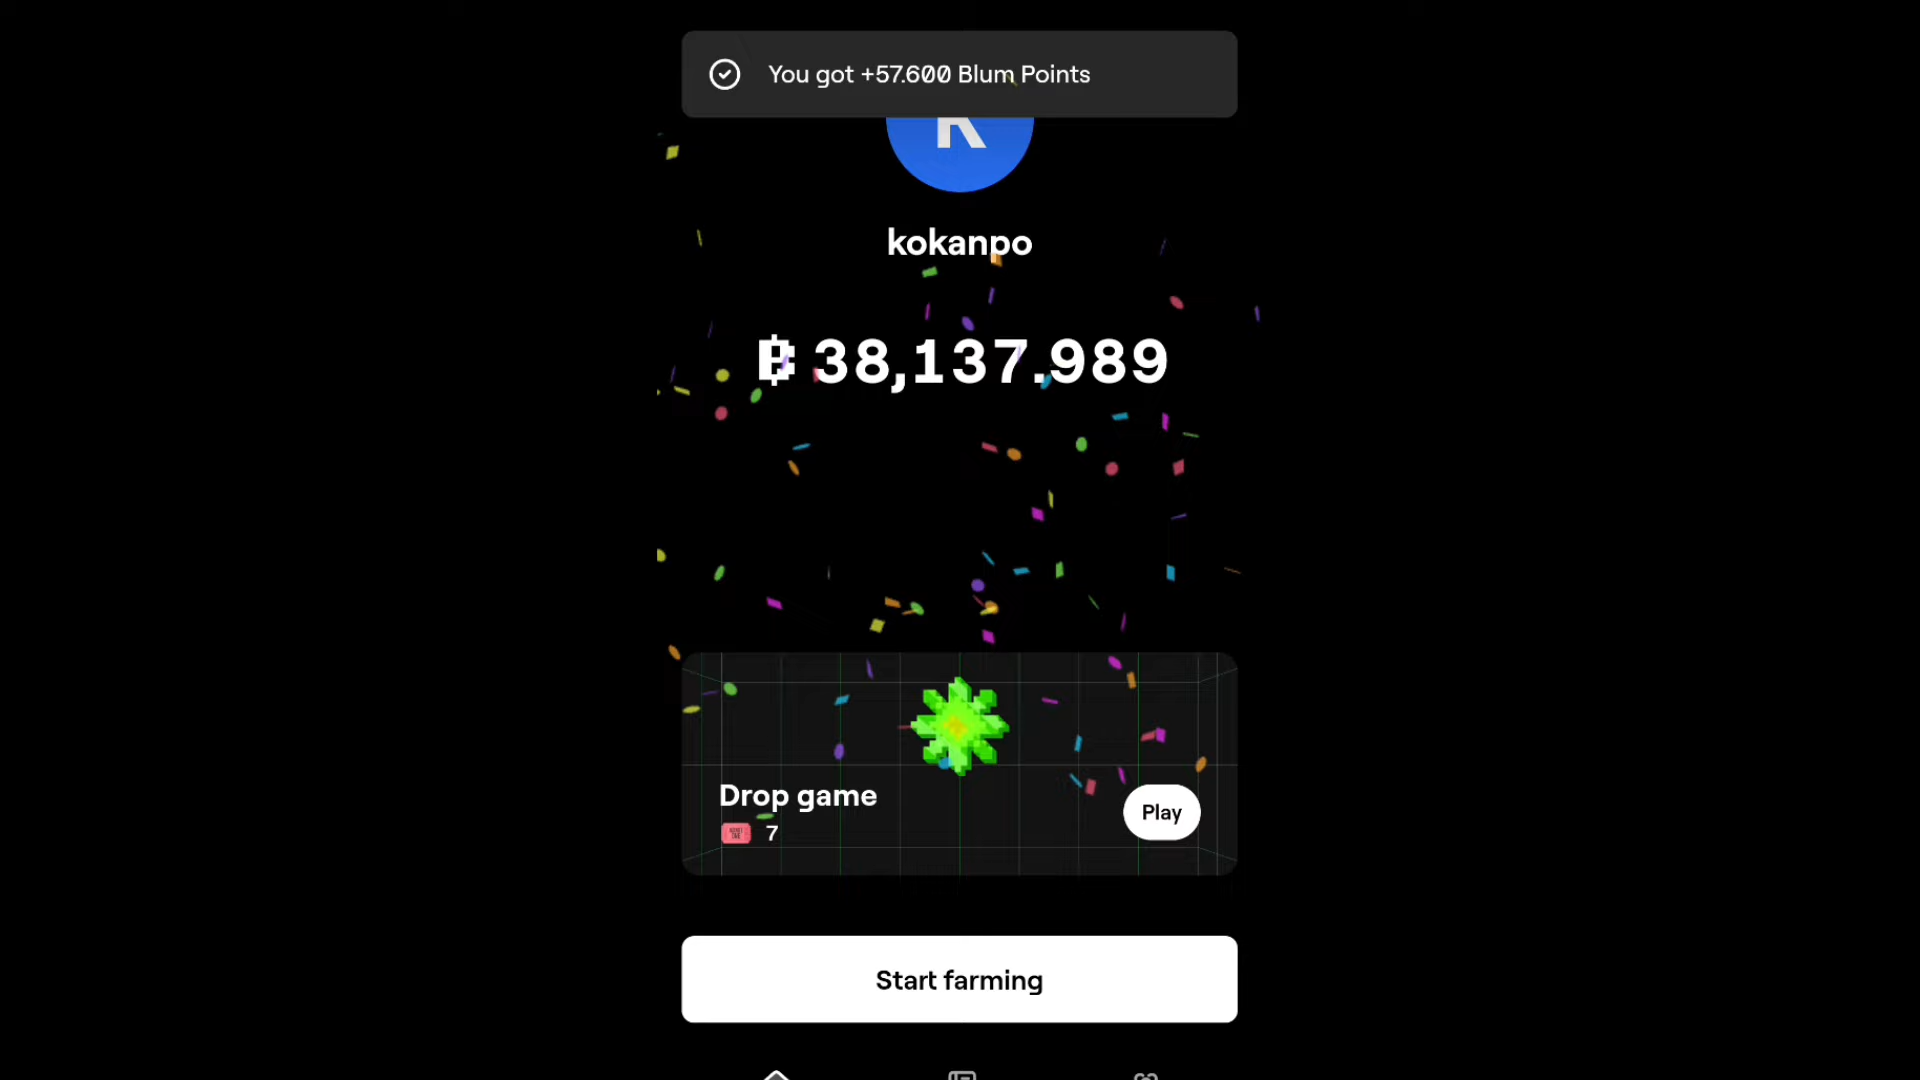 You got +57.600 Blum Points
K
kokanpo
38,137.989
Drop game
7
Play
Start farming